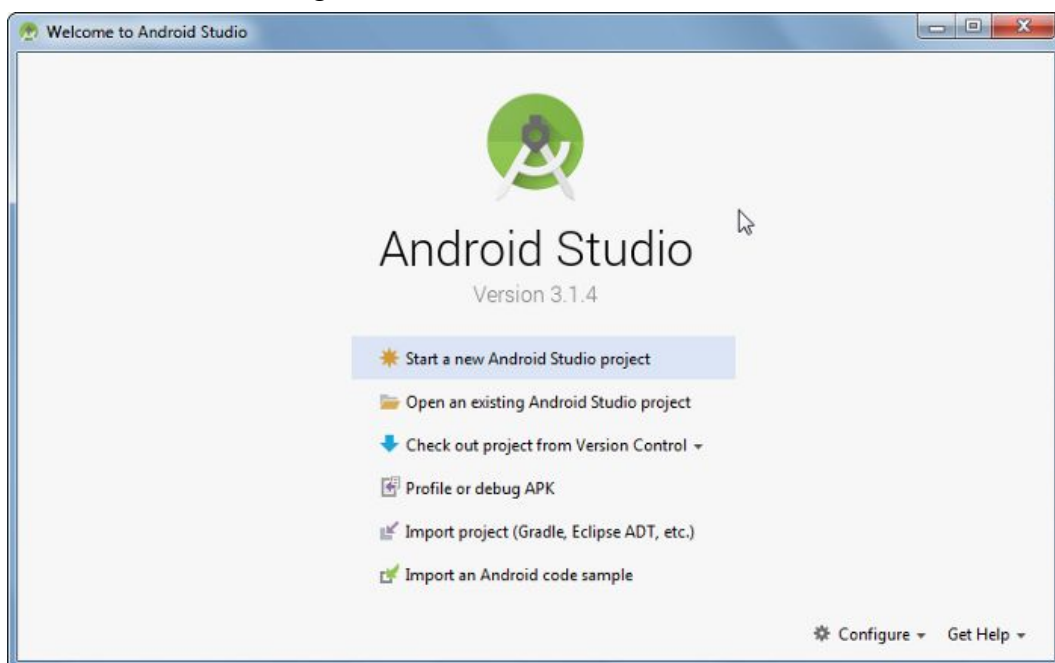 Welcome to Android Studio
Android Studio
Version 3.1.4
Start a new Android Studio project
Open an existing Android Studio project
Check out project from Version Control
Profile or debug APK
Import project (Gradle, Eclipse ADT, etc.)
Import an Android code sample
Configure Get Help